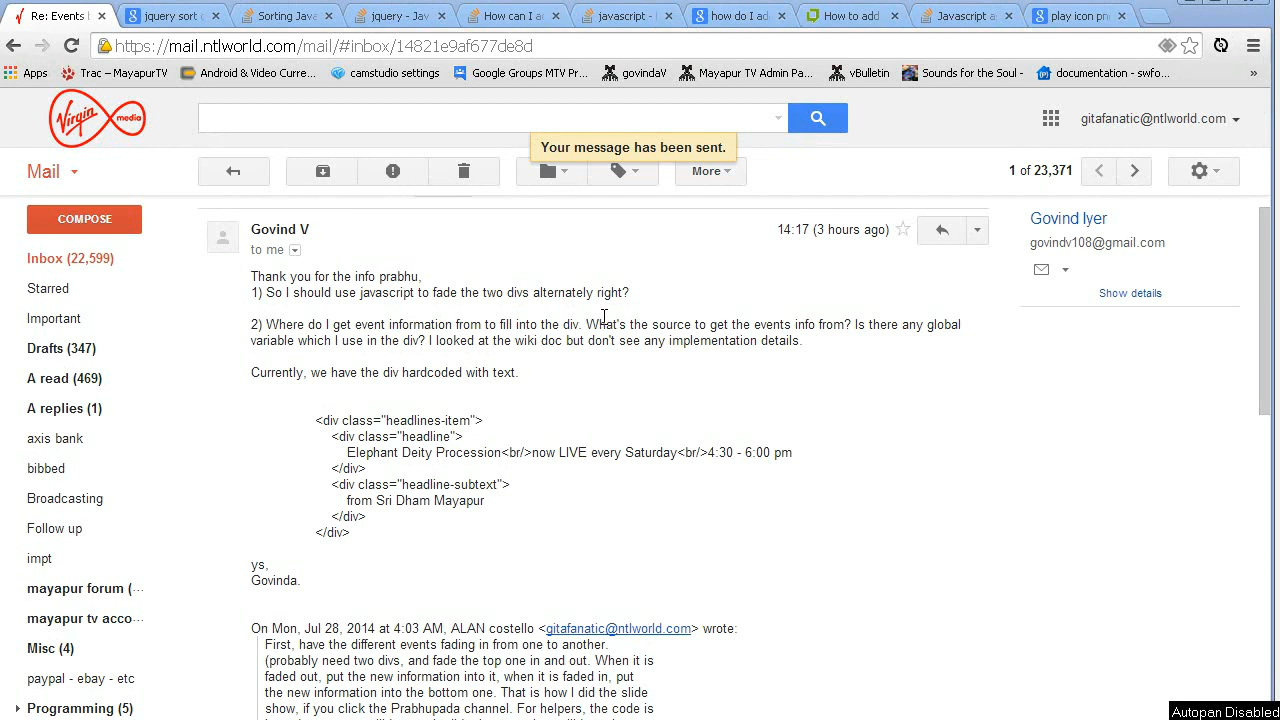 Re: Events
jquery sort
Sorting Java
jquery - Jav
How can I a
javascript -
how do I ad
How to add
Javascript a
play icon pn
https://mail.ntlworld.com/mail/#inbox/14821e9af677de8d
Apps
Trac – MayapurTV
Android & Video Curre...
camstudio settings
Google Groups mV Pr...
govindaV
Mayapur TV Admin Pa...
vBulletin
Sounds for the Soul -
documentation - swfo...
»
Virgin media
gitafanatic@ntlworld.com
Your message has been sent.
Mail
More
1 of 23,371
COMPOSE
Inbox (22,599)
Starred
Important
Drafts (347)
A read (469)
A replies (1)
axis bank
bibbed
Broadcasting
Follow up
impt
mayapur forum (...
mayapur tv acco...
Misc (4)
paypal - ebay - etc
Programming (5)
Govind V
14:17 (3 hours ago)
to me
Thank you for the info prabhu,
1) So I should use javascript to fade the two divs alternately right?
2) Where do I get event information from to fill into the div. What's the source to get the events info from? Is there any global
variable which I use in the div? I looked at the wiki doc but don't see any implementation details.
Currently, we have the div hardcoded with text.
<div class="headlines-item">
<div class="headline">
Elephant Deity Procession<br/>now LIVE every Saturday<br/>4:30 - 6:00 pm
</div>
<div class="headline-subtext">
from Sri Dham Mayapur
</div>
</div>
ys,
Govinda.
On Mon, Jul 28, 2014 at 4:03 AM, ALAN costello <gitafanatic@ntlworld.com> wrote:
First, have the different events fading in from one to another.
(probably need two divs, and fade the top one in and out. When it is
faded out, put the new information into it, when it is faded in, put
the new information into the bottom one. That is how I did the slide
show, if you click the Prabhupada channel. For helpers, the code is
Govind Iyer
govindv108@gmail.com
Show details
Autopan Disabled